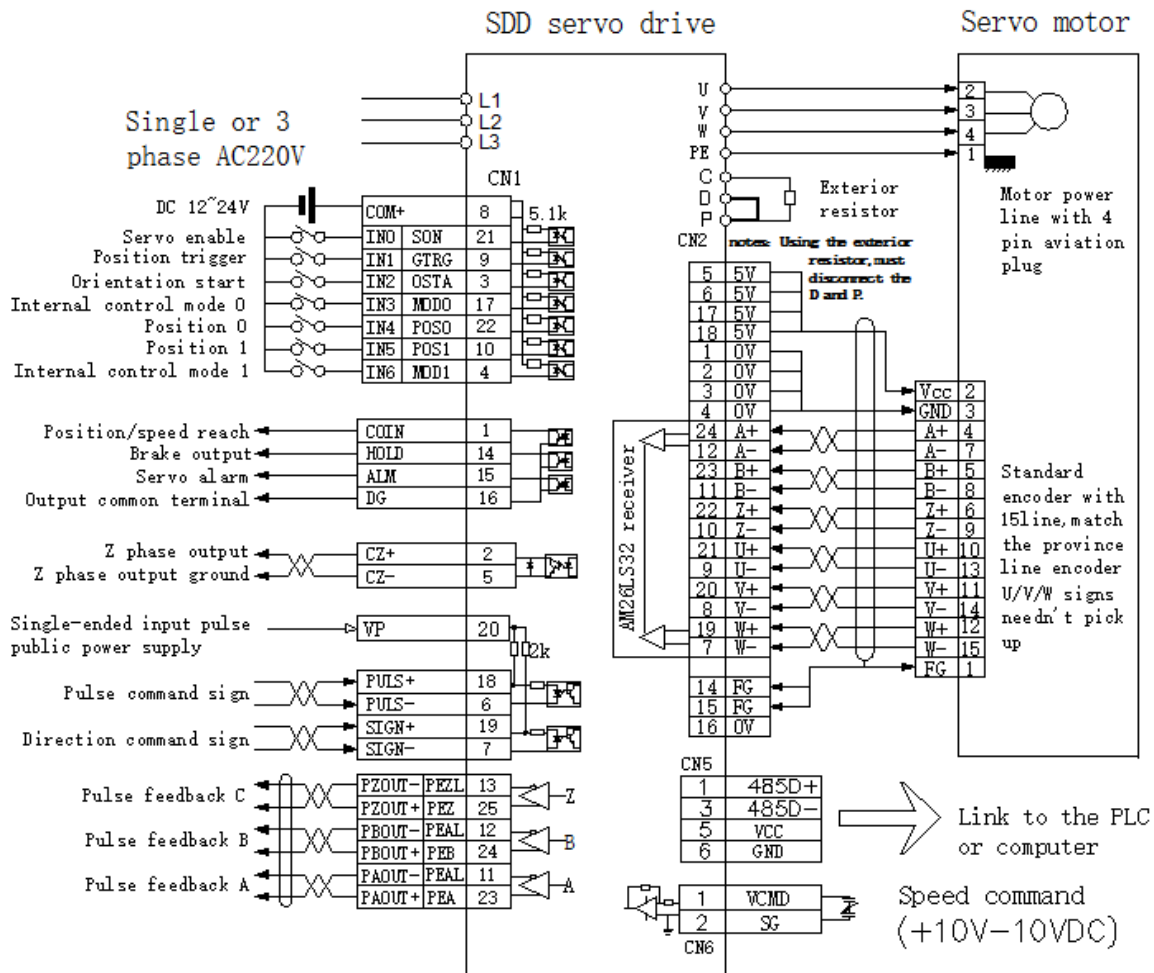 SDD servo drive
Servo motor
L1
L2
L3
Single or 3
phase AC220V
CN1
DC 12~24V
COM+ 8
5.1k
Servo enable IN0 SON 21
Position trigger IN1 GTRG 9
Orientation start IN2 OSTA 3
Internal control mode 0 IN3 MDD0 17
Position 0 IN4 POS0 22
Position 1 IN5 POS1 10
Internal control mode 1 IN6 MDD1 4
Position/speed reach COIN 1
Brake output HOLD 14
Servo alarm ALM 15
Output common terminal DG 16
Z phase output CZ+ 2
Z phase output ground CZ- 5
Single-ended input pulse
public power supply
VP 20
2k
Pulse command sign
PULS+ 18
PULS- 6
Direction command sign
SIGN+ 19
SIGN- 7
Pulse feedback C
PZOUT- PEZL 13
PZOUT+ PEZ 25
Z
Pulse feedback B
PBOUT- PEAL 12
PBOUT+ PEB 24
B
Pulse feedback A
PAOUT- PEAL 11
PAOUT+ PEA 23
A
U 2
V 3
W 4
PE 1
C
D
P
Exterior
resistor
Motor power
line with 4
pin aviation
plug
CN2
notes: Using the exterior
resistor,must
disconnect the
D and P.
5 5V
6 5V
17 5V
18 5V
1 0V
2 0V
3 0V
4 0V
24 A+
12 A-
23 B+
11 B-
22 Z+
10 Z-
21 U+
9 U-
20 V+
8 V-
19 W+
7 W-
14 FG
15 FG
16 0V
AM26LS32 receiver
Vcc 2
GND 3
A+ 4
A- 7
B+ 5
B- 8
Z+ 6
Z- 9
U+ 10
U- 13
V+ 11
V- 14
W+ 12
W- 15
FG 1
Standard
encoder with
15line,match
the province
line encoder
U/V/W signs
needn't pick
up
CN5
1 485D+
3 485D-
5 VCC
6 GND
Link to the PLC
or computer
1 VCMD
2 SG
CN6
Speed command
(+10V-10VDC)